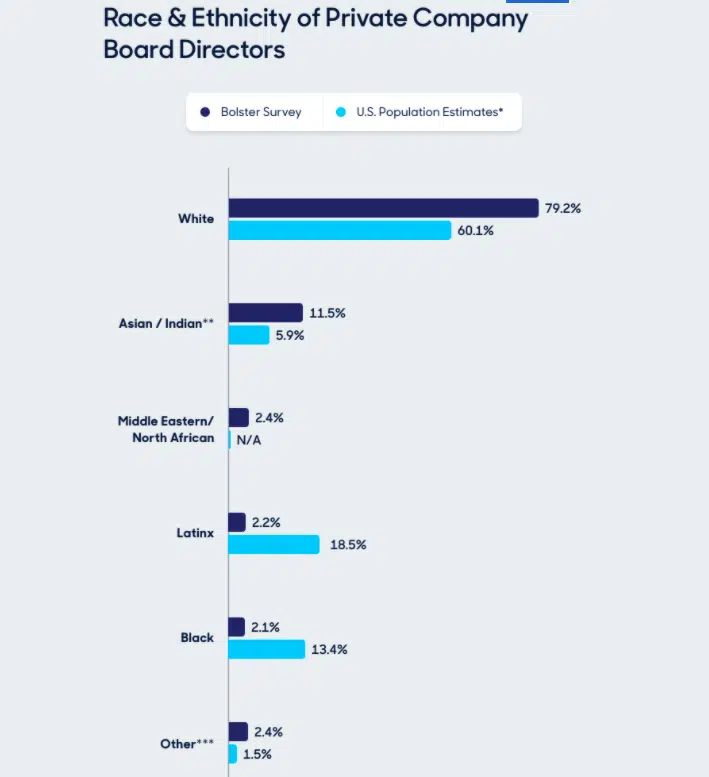 Race & Ethnicity of Private Company
Board Directors
Bolster Survey
U.S. Population Estimates*
White
79.2%
60.1%
Asian / Indian**
11.5%
5.9%
Middle Eastern/
North African
2.4%
N/A
Latinx
2.2%
18.5%
Black
2.1%
13.4%
Other***
2.4%
1.5%